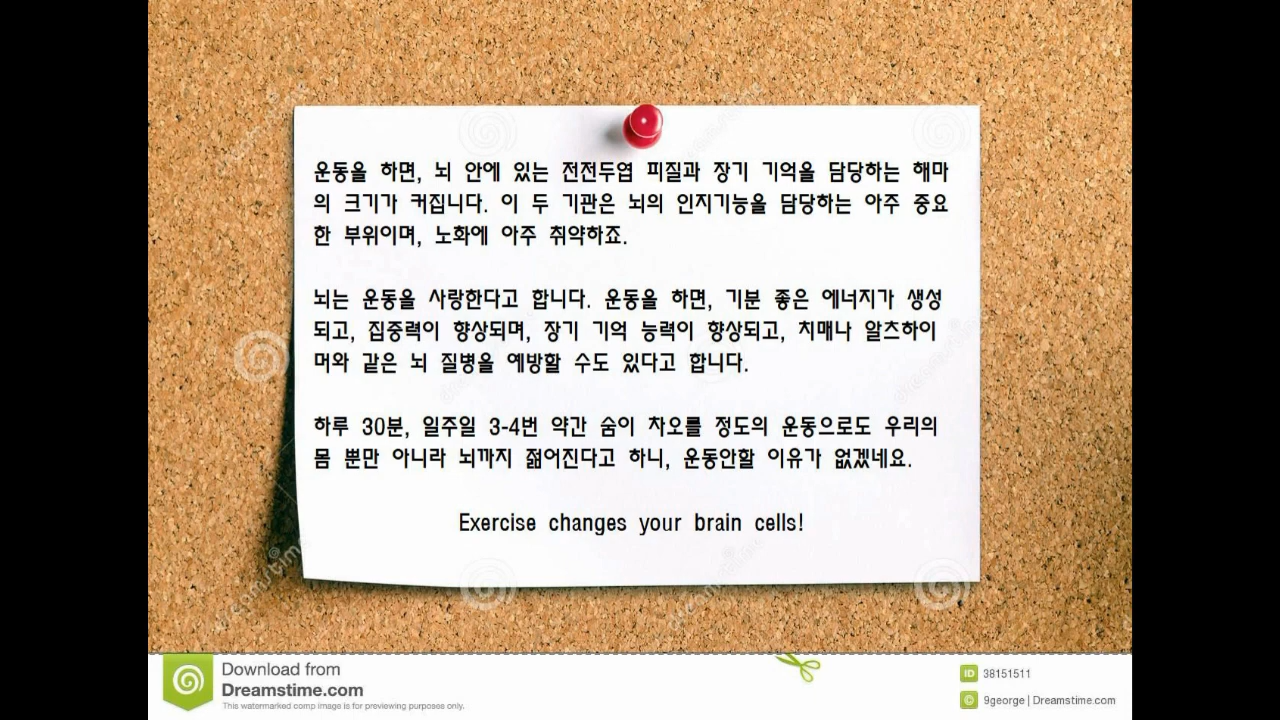 운동을 하면, 뇌 안에 있는 전전두엽 피질과 장기 기억을 담당하는 해마
의 크기가 커집니다. 이 두 기관은 뇌의 인지기능을 담당하는 아주 중요
한 부위이며, 노화에 아주 취약하죠.
뇌는 운동을 사랑한다고 합니다. 운동을 하면, 기분 좋은 에너지가 생성
되고, 집중력이 향상되며, 장기 기억 능력이 향상되고, 치매나 알츠하이
머와 같은 뇌 질병을 예방할 수도 있다고 합니다.
하루 30분, 일주일 3-4번 약간 숨이 차오를 정도의 운동으로도 우리의
몸 뿐만 아니라 뇌까지 젊어진다고 하니, 운동안할 이유가 없겠네요.
Exercise changes your brain cells!
Download from
Dreamstime.com
This watermarked comp image is for previewing purposes only.
ID 38151511
© 9george | Dreamstime.com